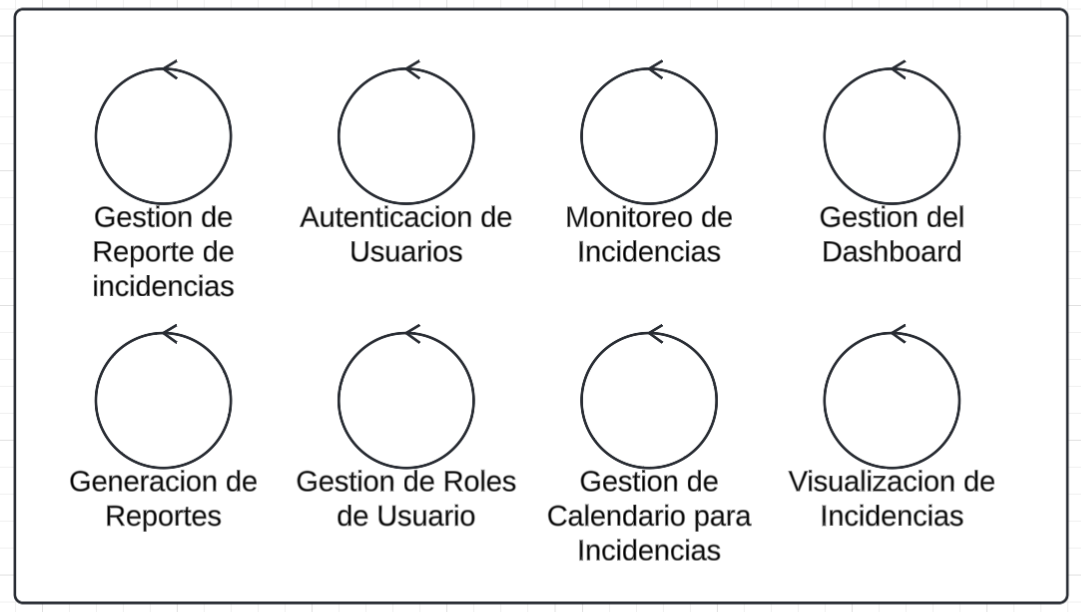 Gestion de
Reporte de
incidencias
Autenticacion de
Usuarios
Monitoreo de
Incidencias
Gestion del
Dashboard
Generacion de
Reportes
Gestion de Roles
de Usuario
Gestion de
Calendario para
Incidencias
Visualizacion de
Incidencias